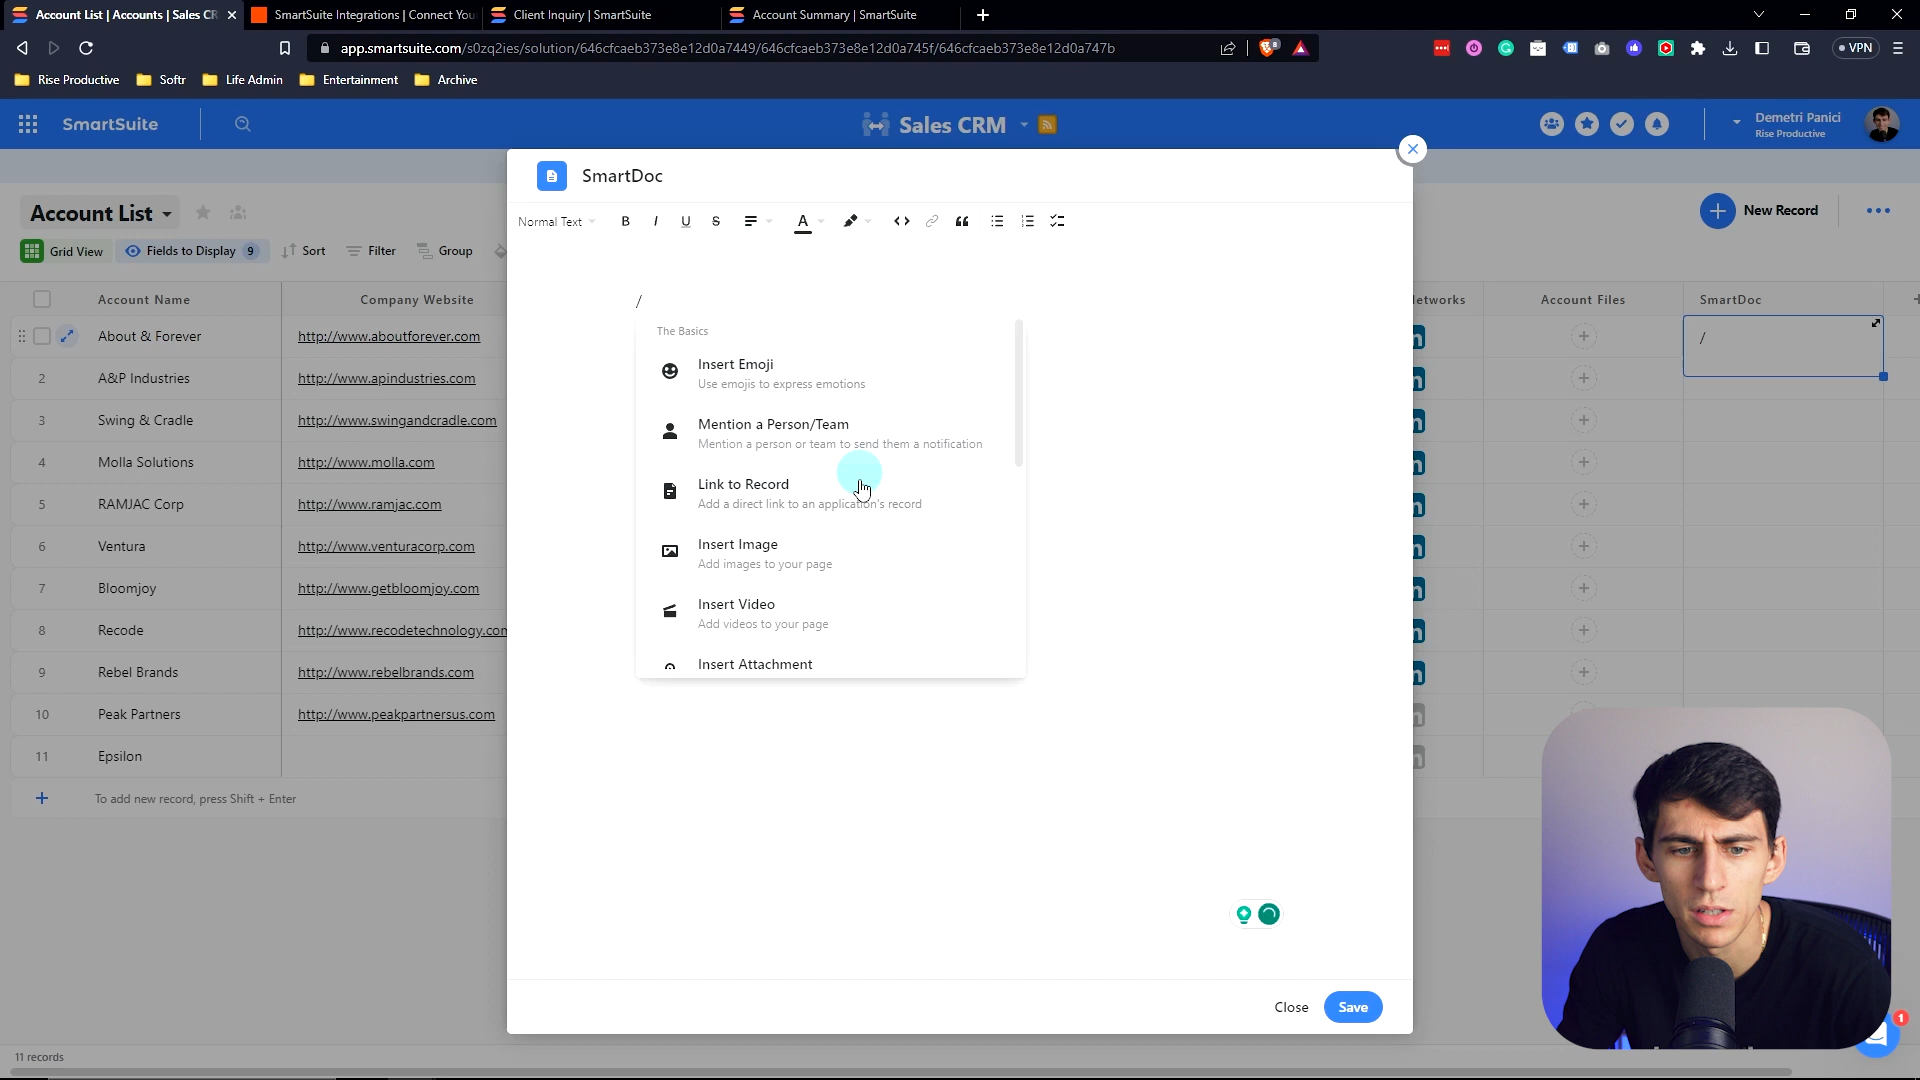 Account List | Accounts | Sales CR
SmartSuite Integrations | Connect You
Client Inquiry | SmartSuite
Account Summary | SmartSuite
app.smartsuite.com/s0zq2ies/solution/646cfcaeb373e8e12d0a7449/646cfcaeb373e8e12d0a745f/646cfcaeb373e8e12d0a747b
VPN
Rise Productive
Softr
Life Admin
Entertainment
Archive
SmartSuite
Sales CRM
Demetri Panici
Rise Productive
SmartDoc
Account List
New Record
Normal Text
B I U S A
Grid View
Fields to Display 9
Sort
Filter
Group
Account Name
Company Website
letworks
Account Files
SmartDoc
/
The Basics
Insert Emoji
Use emojis to express emotions
Mention a Person/Team
Mention a person or team to send them a notification
Link to Record
Add a direct link to an application's record
Insert Image
Add images to your page
Insert Video
Add videos to your page
Insert Attachment
About & Forever
http://www.aboutforever.com
/
2 A&P Industries
http://www.apindustries.com
3 Swing & Cradle
http://www.swingandcradle.com
4 Molla Solutions
http://www.molla.com
5 RAMJAC Corp
http://www.ramjac.com
6 Ventura
http://www.venturacorp.com
7 Bloomjoy
http://www.getbloomjoy.com
8 Recode
http://www.recodetechnology.com
9 Rebel Brands
http://www.rebelbrands.com
10 Peak Partners
http://www.peakpartnersus.com
11 Epsilon
To add new record, press Shift + Enter
Close
Save
1
11 records